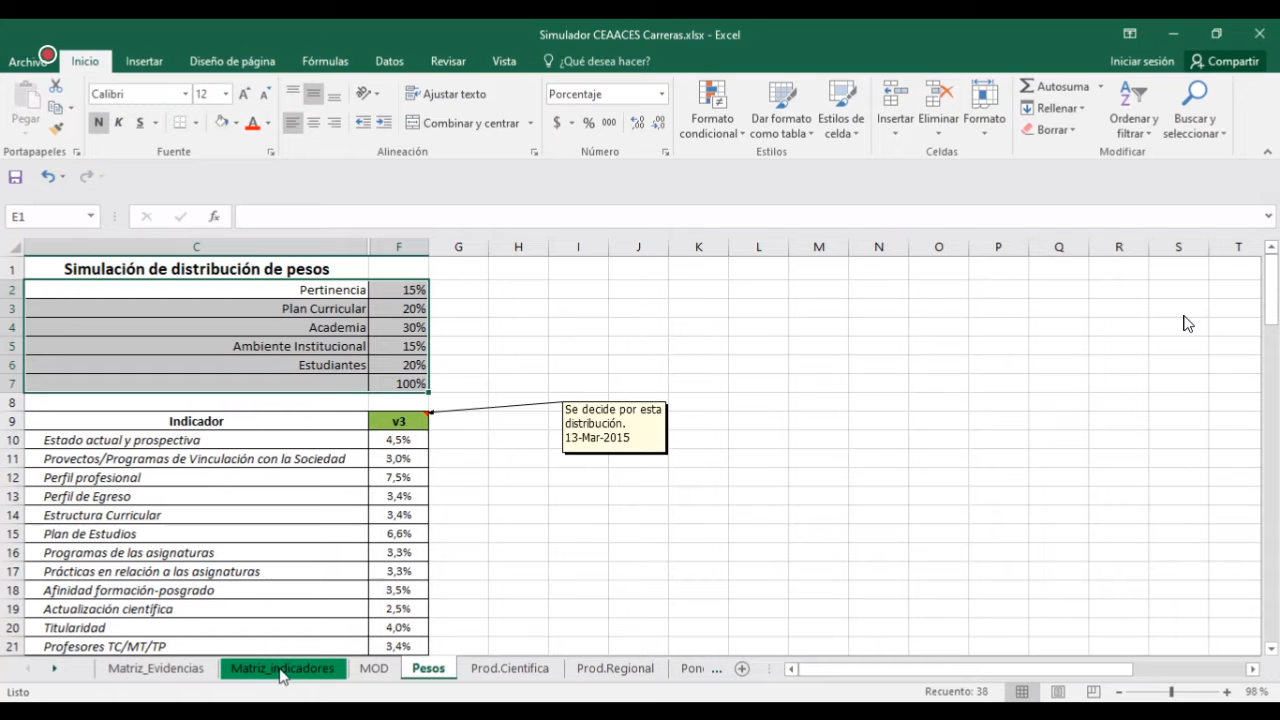 Simulador CEAACES Carreras.xlsx - Excel
Archivo Inicio Insertar Diseño de página Fórmulas Datos Revisar Vista ¿Qué desea hacer? Iniciar sesión Compartir
Pegar
Calibri 12
N K S
Ajustar texto
Combinar y centrar
Porcentaje
$ % 000
Formato condicional
Dar formato como tabla
Estilos de celda
Insertar Eliminar Formato
Autosuma
Rellenar
Borrar
Ordenar y filtrar
Buscar y seleccionar
Portapapeles Fuente Alineación Número Estilos Celdas Modificar
E1 fx
C F G H I J K L M N O P Q R S T
1 Simulación de distribución de pesos
2 Pertinencia 15%
3 Plan Curricular 20%
4 Academia 30%
5 Ambiente Institucional 15%
6 Estudiantes 20%
7 100%
8
9 Indicador v3
Se decide por esta
distribución.
13-Mar-2015
10 Estado actual y prospectiva 4,5%
11 Proyectos/Programas de Vinculación con la Sociedad 3,0%
12 Perfil profesional 7,5%
13 Perfil de Egreso 3,4%
14 Estructura Curricular 3,4%
15 Plan de Estudios 6,6%
16 Programas de las asignaturas 3,3%
17 Prácticas en relación a las asignaturas 3,3%
18 Afinidad formación-posgrado 3,5%
19 Actualización científica 2,5%
20 Titularidad 4,0%
21 Profesores TC/MT/TP 3,4%
Matriz_Evidencias Matriz_indicadores MOD Pesos Prod.Científica Prod.Regional Pon ...
Listo Recuento: 38 98 %